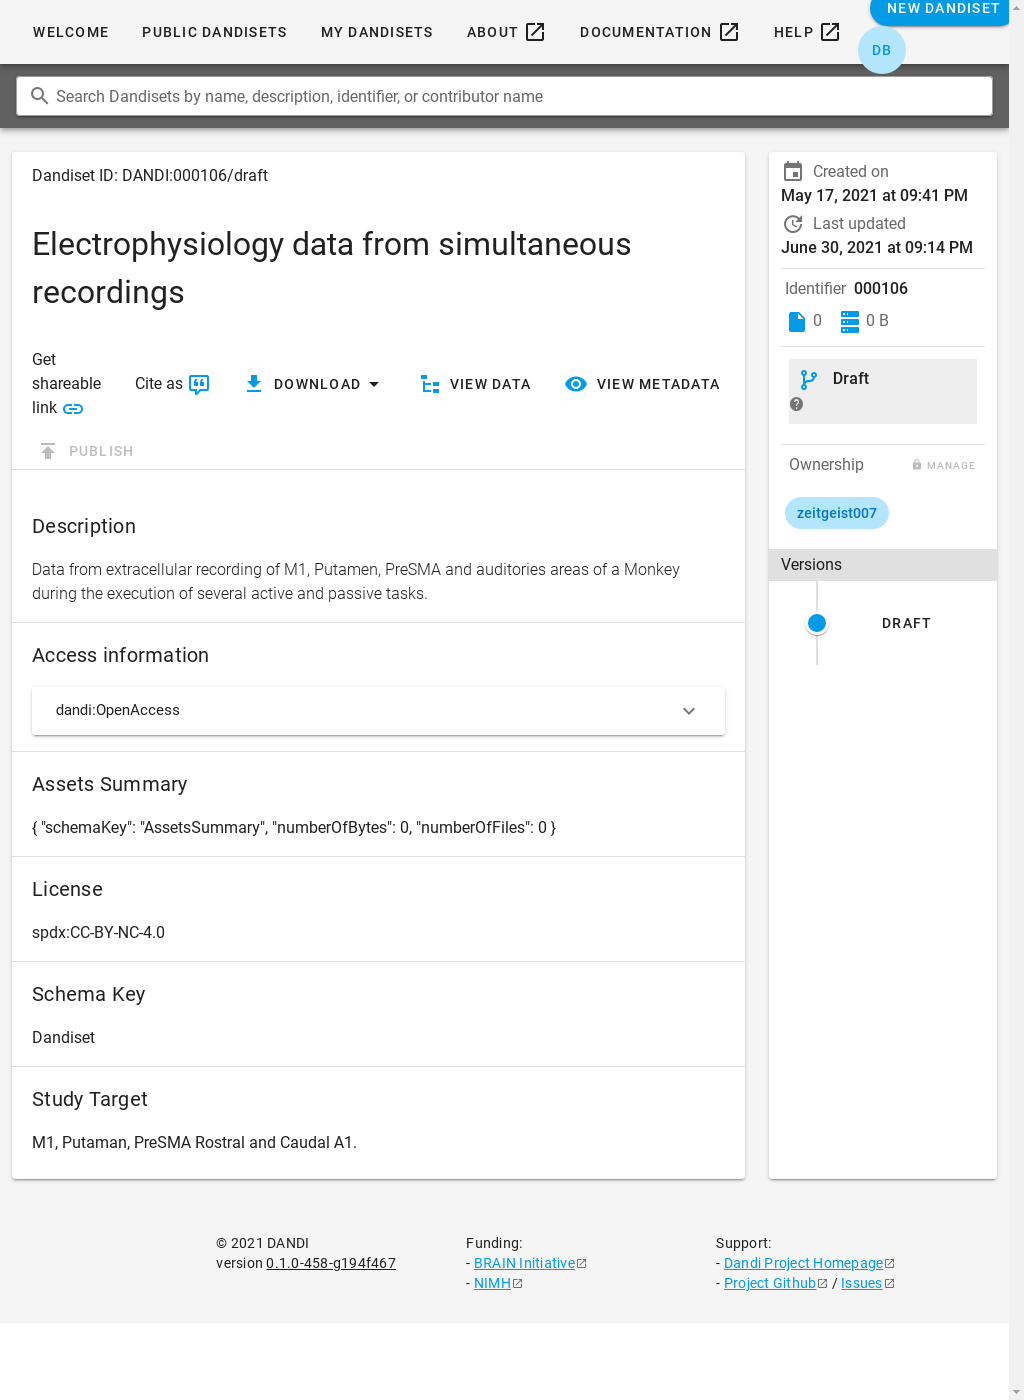 WELCOME PUBLIC DANDISETS MY DANDISETS ABOUT DOCUMENTATION HELP NEW DANDISET
DB
Search Dandisets by name, description, identifier, or contributor name
Dandiset ID: DANDI:000106/draft
Electrophysiology data from simultaneous
recordings
Get
shareable
link
Cite as
DOWNLOAD
VIEW DATA
VIEW METADATA
PUBLISH
Description
Data from extracellular recording of M1, Putamen, PreSMA and auditories areas of a Monkey
during the execution of several active and passive tasks.
Access information
dandi:OpenAccess
Assets Summary
{ "schemaKey": "AssetsSummary", "numberOfBytes": 0, "numberOfFiles": 0 }
License
spdx:CC-BY-NC-4.0
Schema Key
Dandiset
Study Target
M1, Putaman, PreSMA Rostral and Caudal A1.
Created on
May 17, 2021 at 09:41 PM
Last updated
June 30, 2021 at 09:14 PM
Identifier 000106
0 0 B
Draft
Ownership MANAGE
zeitgeist007
Versions
DRAFT
© 2021 DANDI
version 0.1.0-458-g194f467
Funding:
- BRAIN Initiative
- NIMH
Support:
- Dandi Project Homepage
- Project Github / Issues